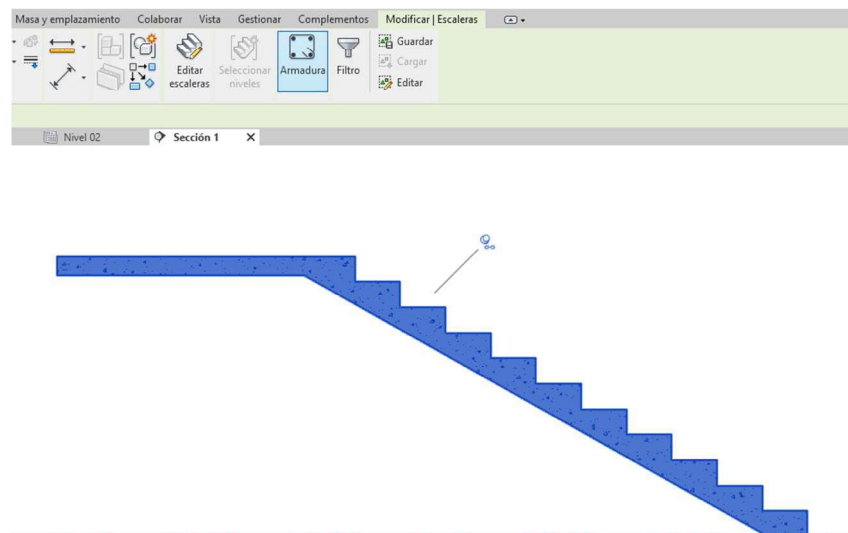 Masa y emplazamiento Colaborar Vista Gestionar Complementos Modificar | Escaleras
Editar escaleras
Seleccionar niveles
Armadura
Filtro
Guardar
Cargar
Editar
Nivel 02
Sección 1